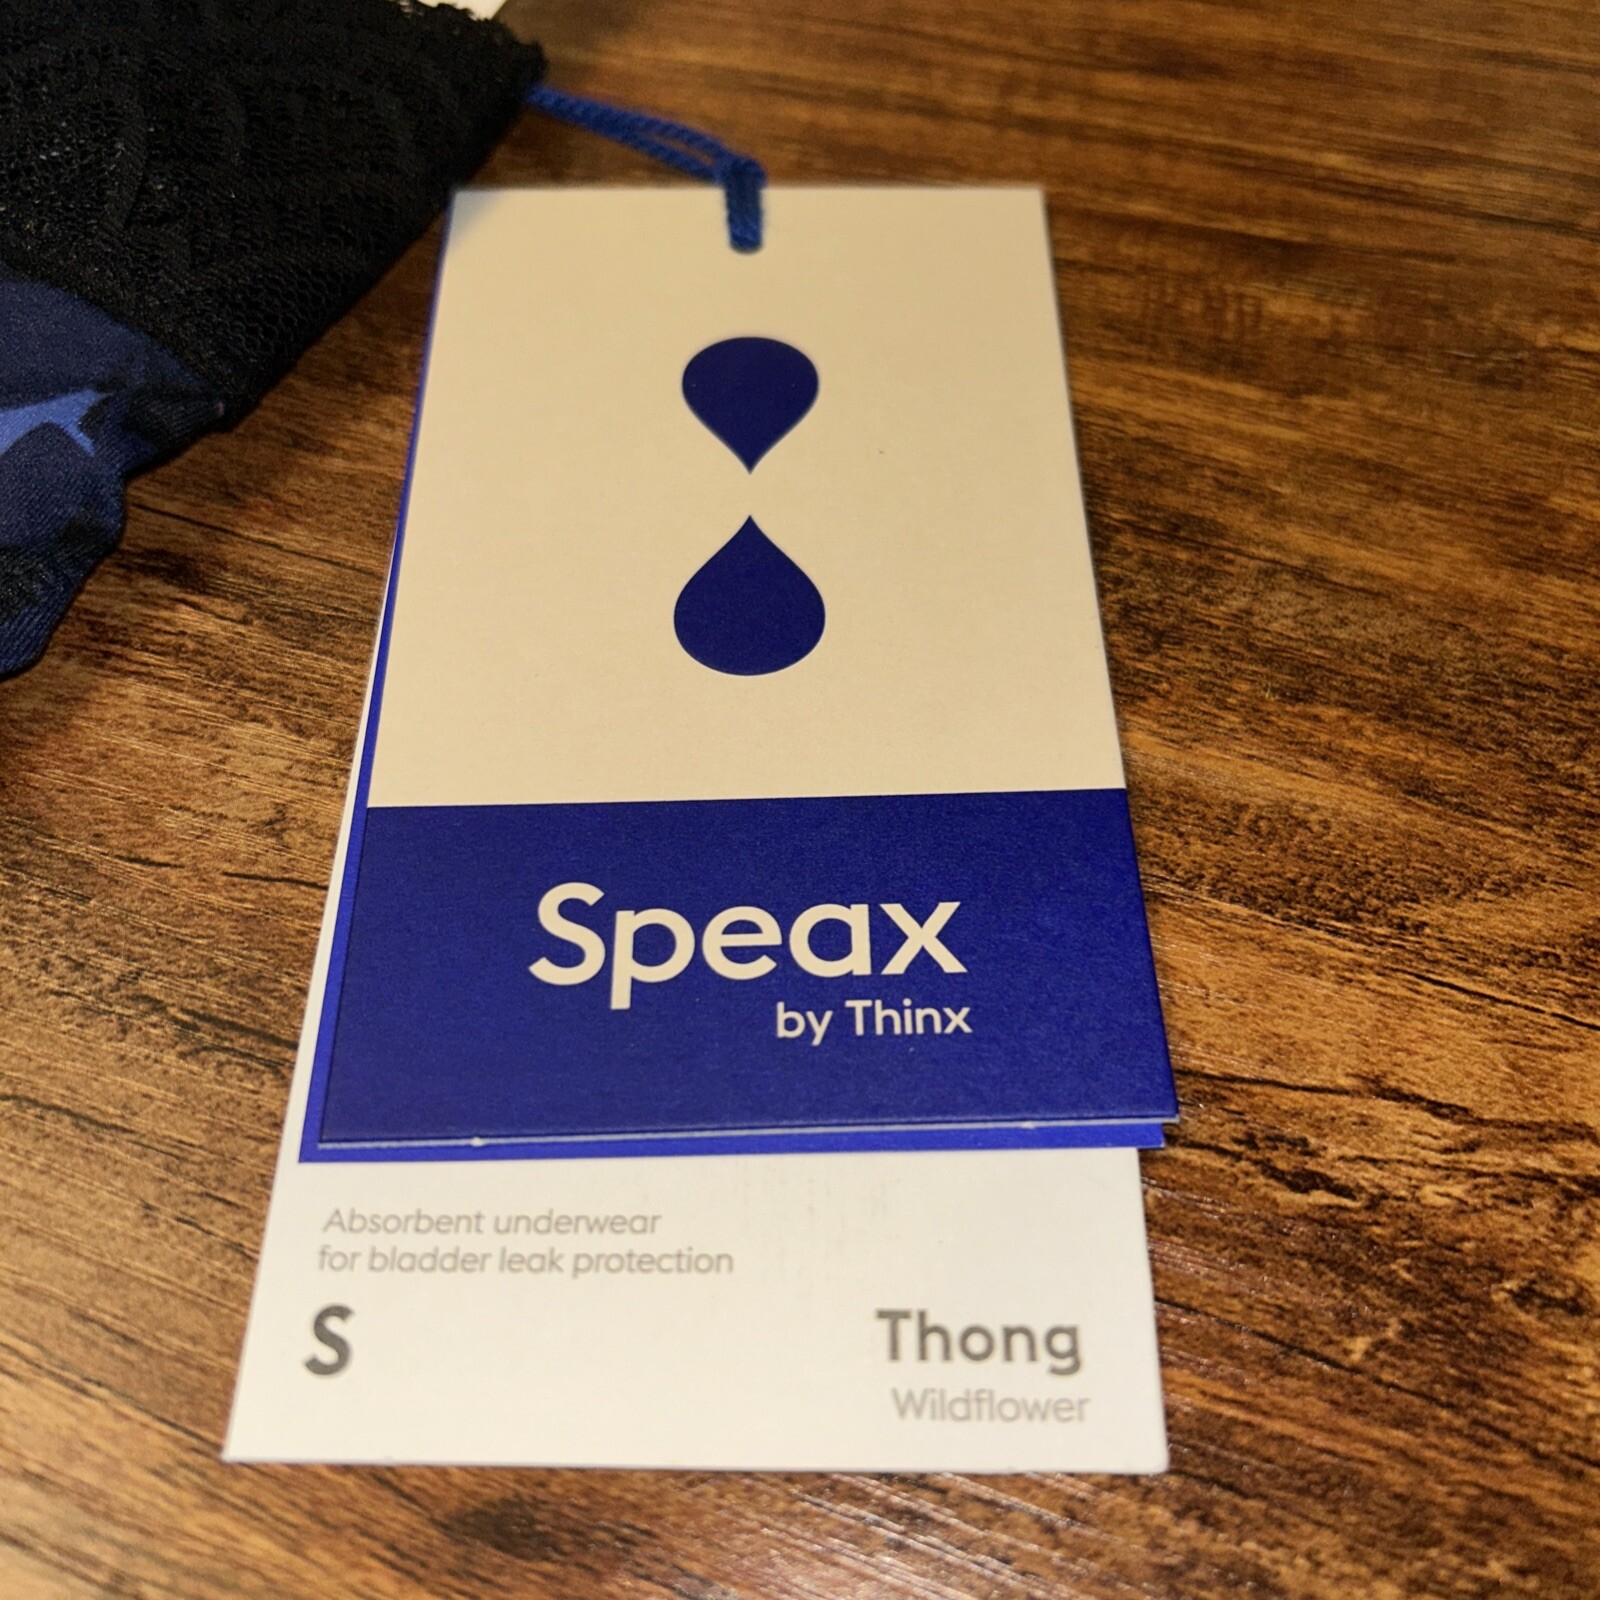 Speax
by Thinx
Absorbent underwear
for bladder leak protection
S
Thong
Wildflower